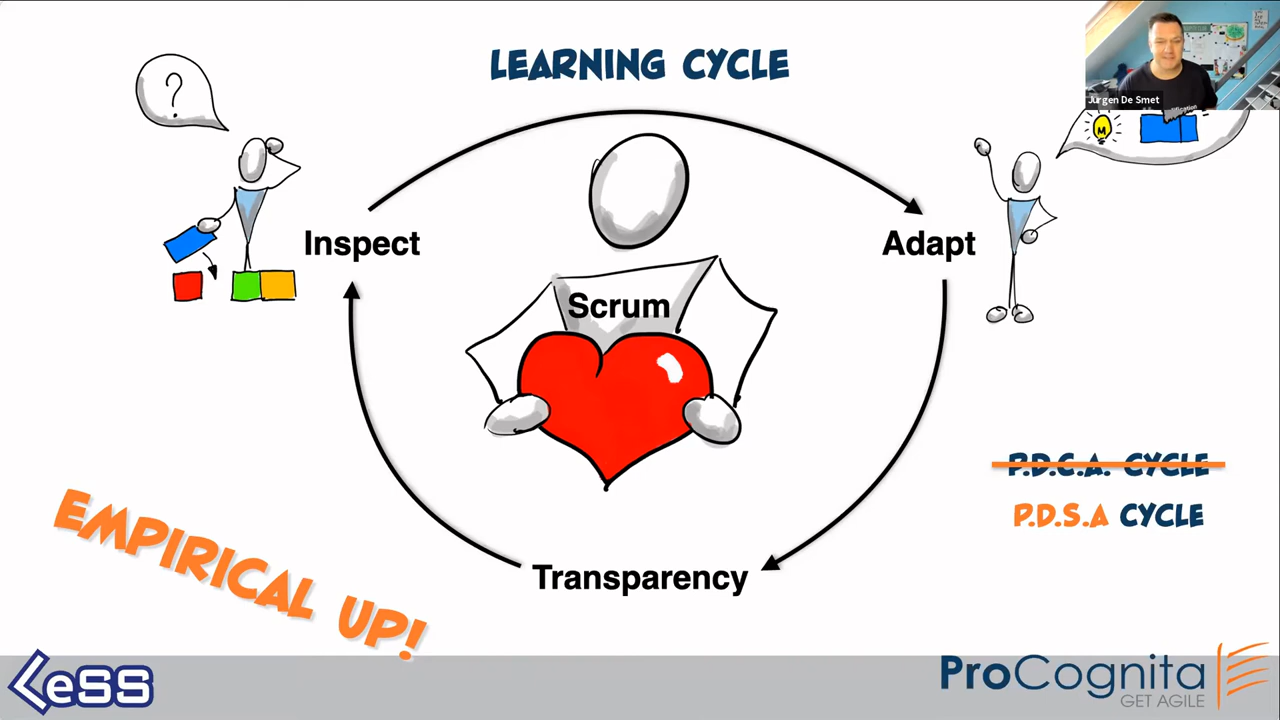 LEARNING CYCLE
Jurgen De Smet
?
M
Inspect
Adapt
Scrum
P.D.C.A. CYCLE
P.D.S.A CYCLE
EMPIRICAL UP!
Transparency
LeSS
ProCognita
GET AGILE